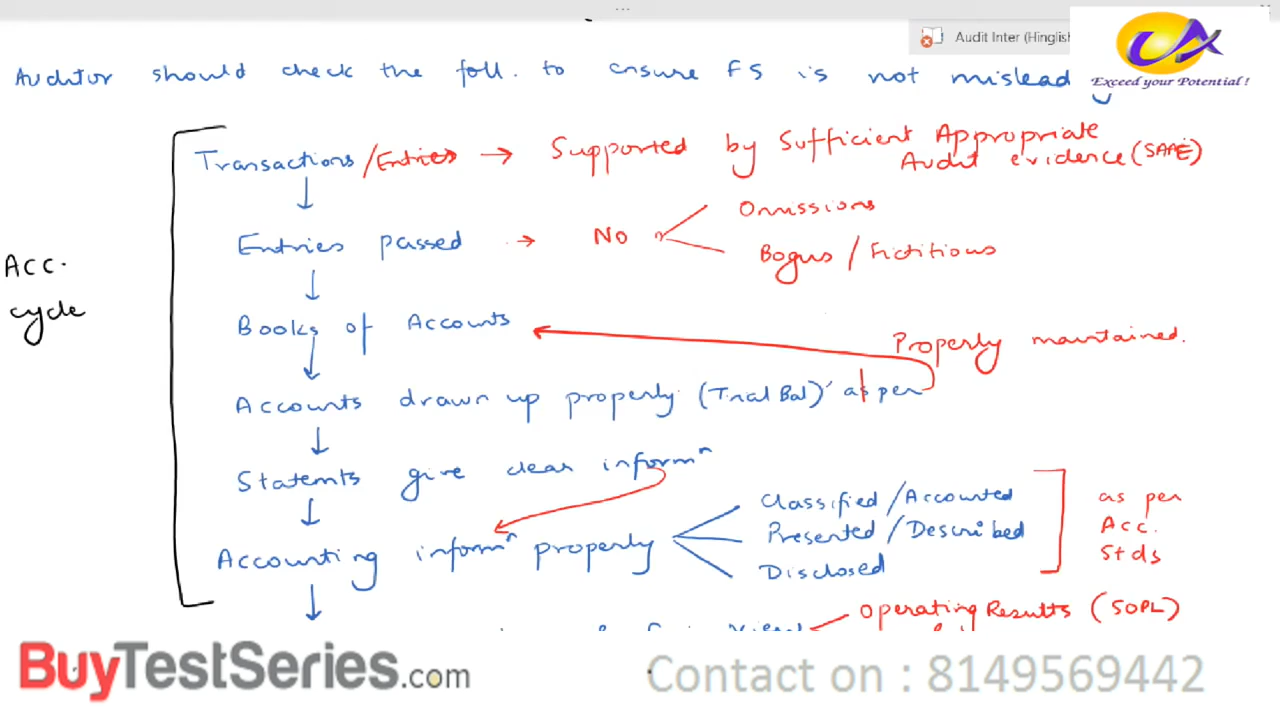 Audit Inter (Hinglish
Exceed your Potential !
Auditor should check the foll. to ensure FS is not misleadg
Transactions /Entries → Supported by Sufficient Appropriate
Audit evidence (SAAE)
Entries passed → No
Omissions
Bogus / Fictitious
Acc.
cycle
Books of Accounts
Properly maintained.
Accounts drawn up properly (Trial Bal) as per
Statemts give clear informⁿ
Accounting informⁿ properly
Classified /Accounted
Presented / Described
Disclosed
as per
Acc.
Stds
Operating Results (SOPL)
BuyTestSeries.com
Contact on : 8149569442